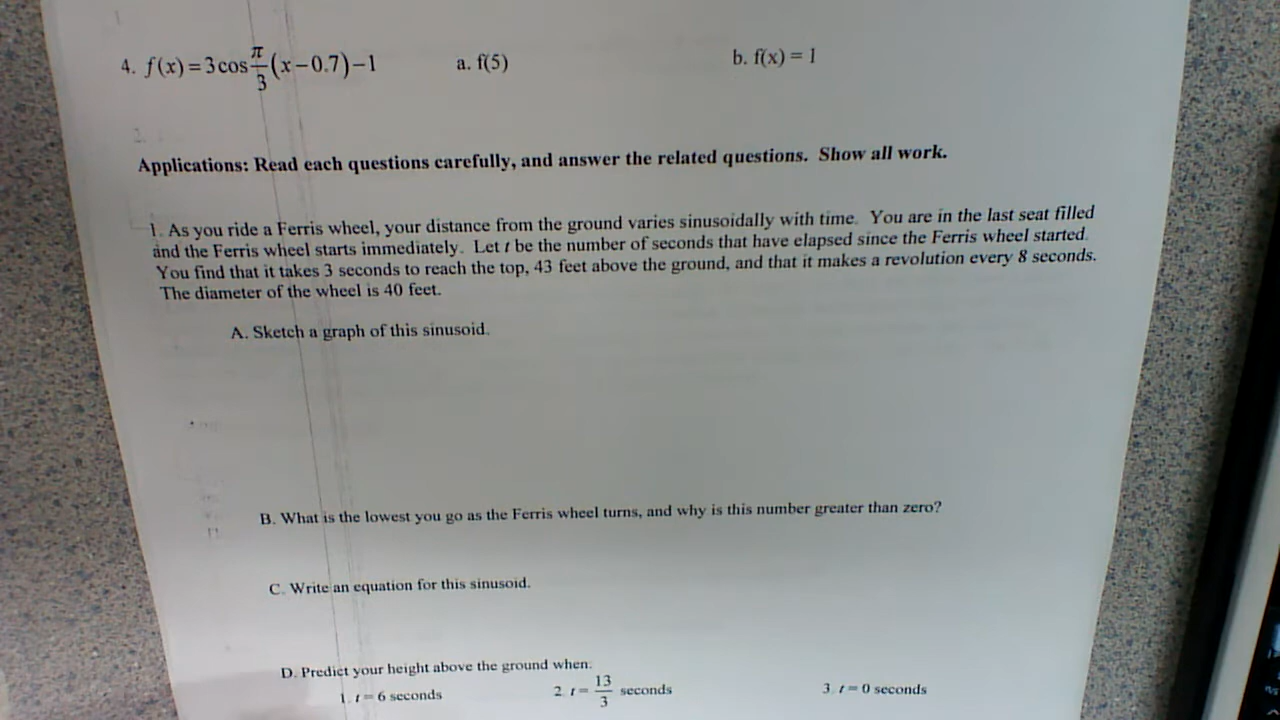 4. f(x) = 3cos π/3 (x−0.7)−1 a. f(5) b. f(x) = 1
Applications: Read each questions carefully, and answer the related questions. Show all work.
1. As you ride a Ferris wheel, your distance from the ground varies sinusoidally with time. You are in the last seat filled
and the Ferris wheel starts immediately. Let t be the number of seconds that have elapsed since the Ferris wheel started.
You find that it takes 3 seconds to reach the top, 43 feet above the ground, and that it makes a revolution every 8 seconds.
The diameter of the wheel is 40 feet.
A. Sketch a graph of this sinusoid.
B. What is the lowest you go as the Ferris wheel turns, and why is this number greater than zero?
C. Write an equation for this sinusoid.
D. Predict your height above the ground when:
1. t = 6 seconds 2. t = 13/3 seconds 3. t = 0 seconds